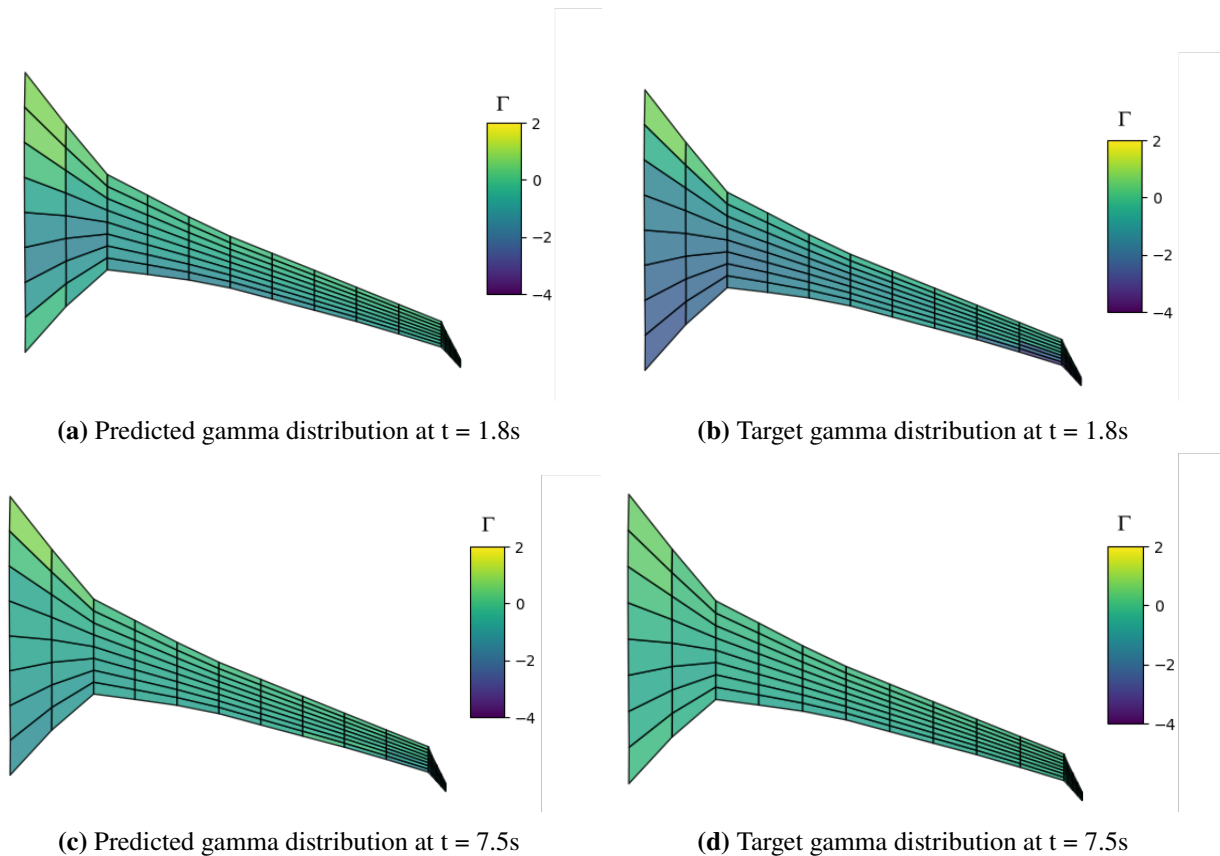 Γ
2
0
−2
−4
Γ
2
0
−2
−4
(a) Predicted gamma distribution at t = 1.8s
(b) Target gamma distribution at t = 1.8s
Γ
2
0
−2
−4
Γ
2
0
−2
−4
(c) Predicted gamma distribution at t = 7.5s
(d) Target gamma distribution at t = 7.5s